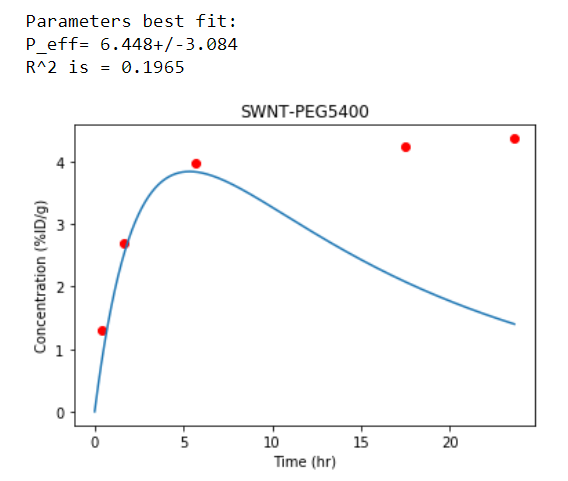 Parameters best fit:
P_eff= 6.448+/-3.084
R^2 is = 0.1965
SWNT-PEG5400
Concentration (%ID/g)
4
3
2
1
0
0 5 10 15 20
Time (hr)